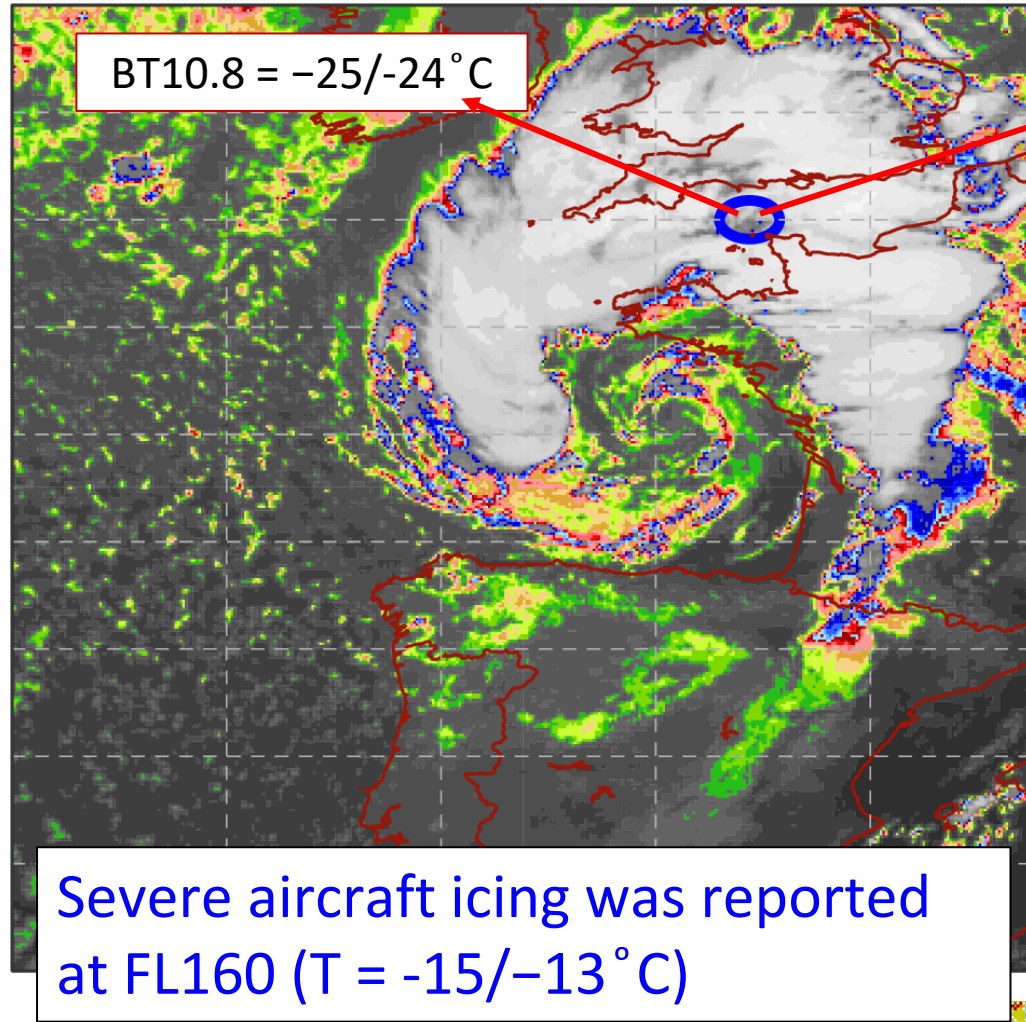 BT10.8 = −25/-24˚C
Severe aircraft icing was reported
at FL160 (T = -15/−13˚C)